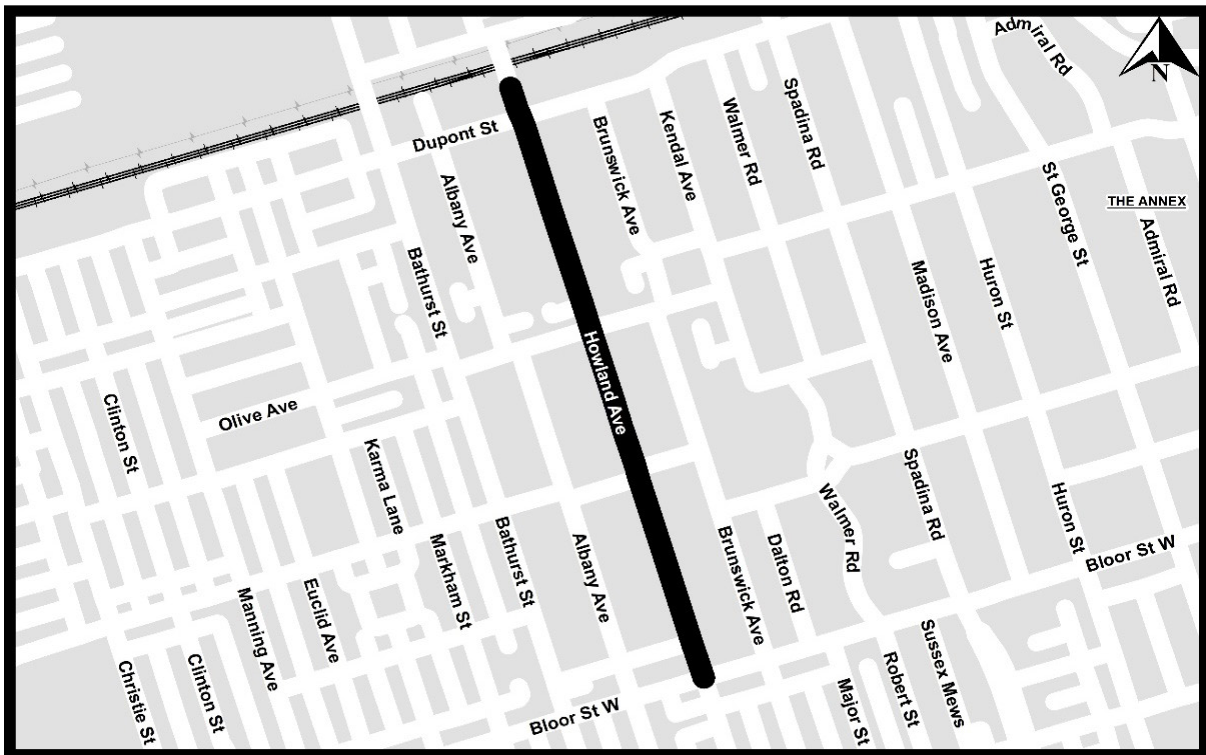 Admiral Rd
N
Dupont St
Brunswick Ave
Kendal Ave
Walmer Rd
Spadina Rd
Albany Ave
St George St
THE ANNEX
Admiral Rd
Bathurst St
Madison Ave
Huron St
Howland Ave
Clinton St
Olive Ave
Karma Lane
Spadina Rd
Walmer Rd
Huron St
Bloor St W
Markham St
Bathurst St
Albany Ave
Brunswick Ave
Dalton Rd
Manning Ave
Euclid Ave
Christie St
Clinton St
Sussex Mews
Robert St
Major St
Bloor St W